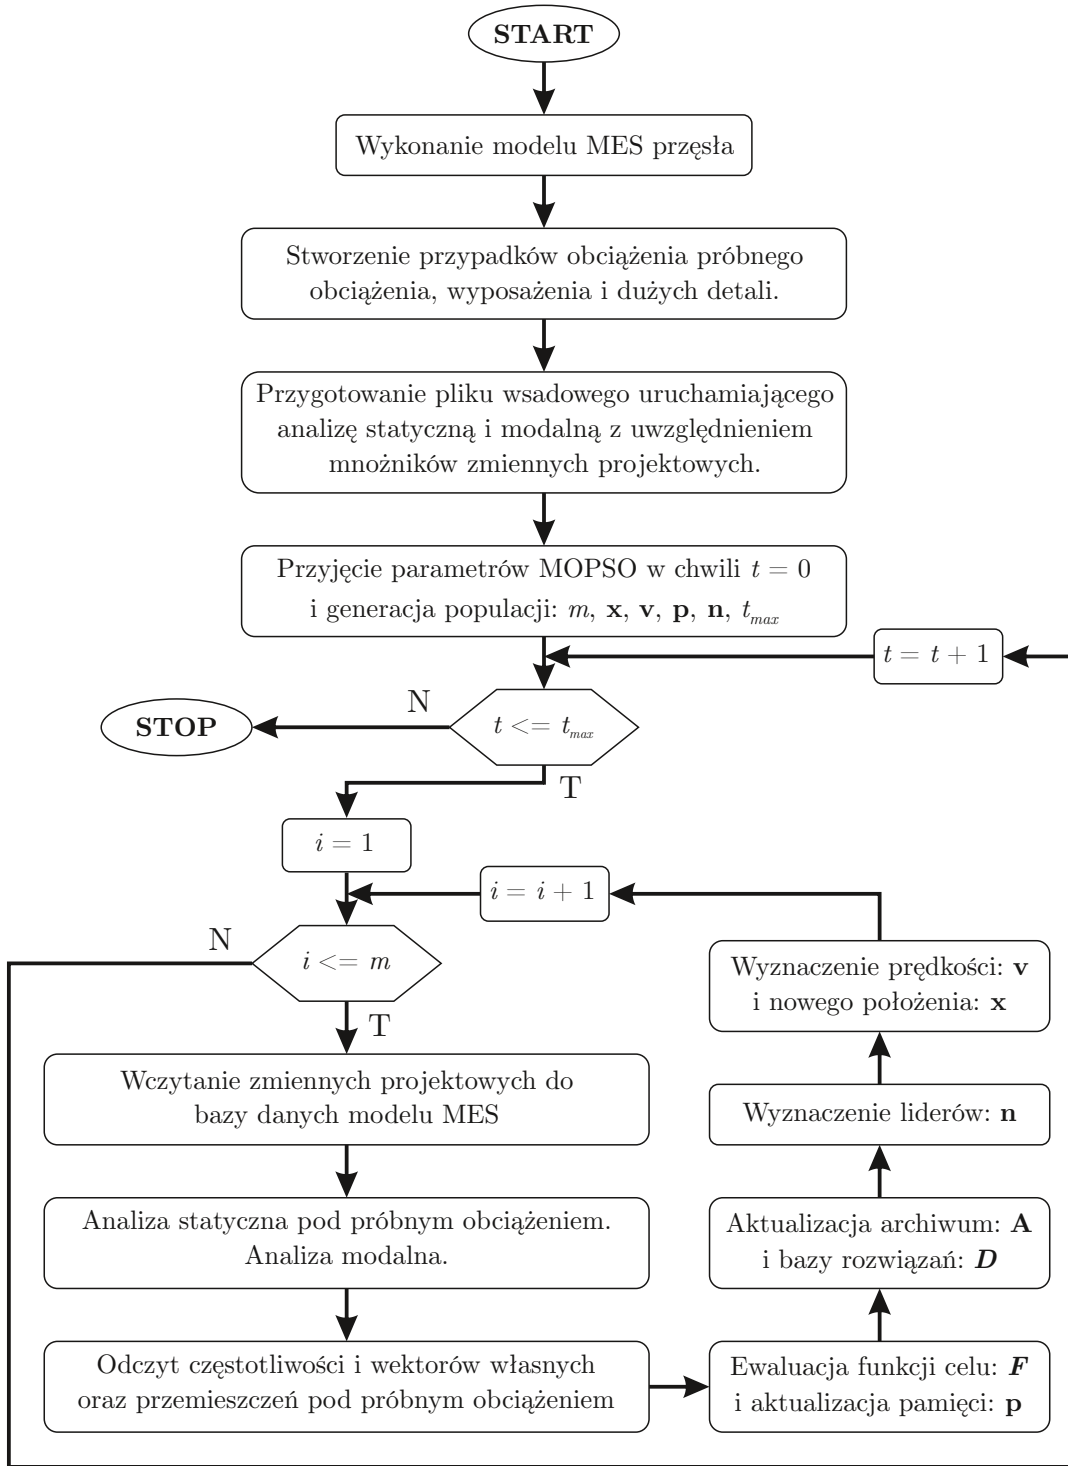 START
Wykonanie modelu MES przęsła
Stworzenie przypadków obciążenia próbnego
obciążenia, wyposażenia i dużych detali.
Przygotowanie pliku wsadowego uruchamiającego
analizę statyczną i modalną z uwzględnieniem
mnożników zmiennych projektowych.
Przyjęcie parametrów MOPSO w chwili t = 0
i generacja populacji: m, x, v, p, n, t_max
t = t + 1
N
STOP
t <= t_max
T
i = 1
i = i + 1
N
i <= m
T
Wczytanie zmiennych projektowych do
bazy danych modelu MES
Analiza statyczna pod próbnym obciążeniem.
Analiza modalna.
Odczyt częstotliwości i wektorów własnych
oraz przemieszczeń pod próbnym obciążeniem
Ewaluacja funkcji celu: F
i aktualizacja pamięci: p
Aktualizacja archiwum: A
i bazy rozwiązań: D
Wyznaczenie liderów: n
Wyznaczenie prędkości: v
i nowego położenia: x